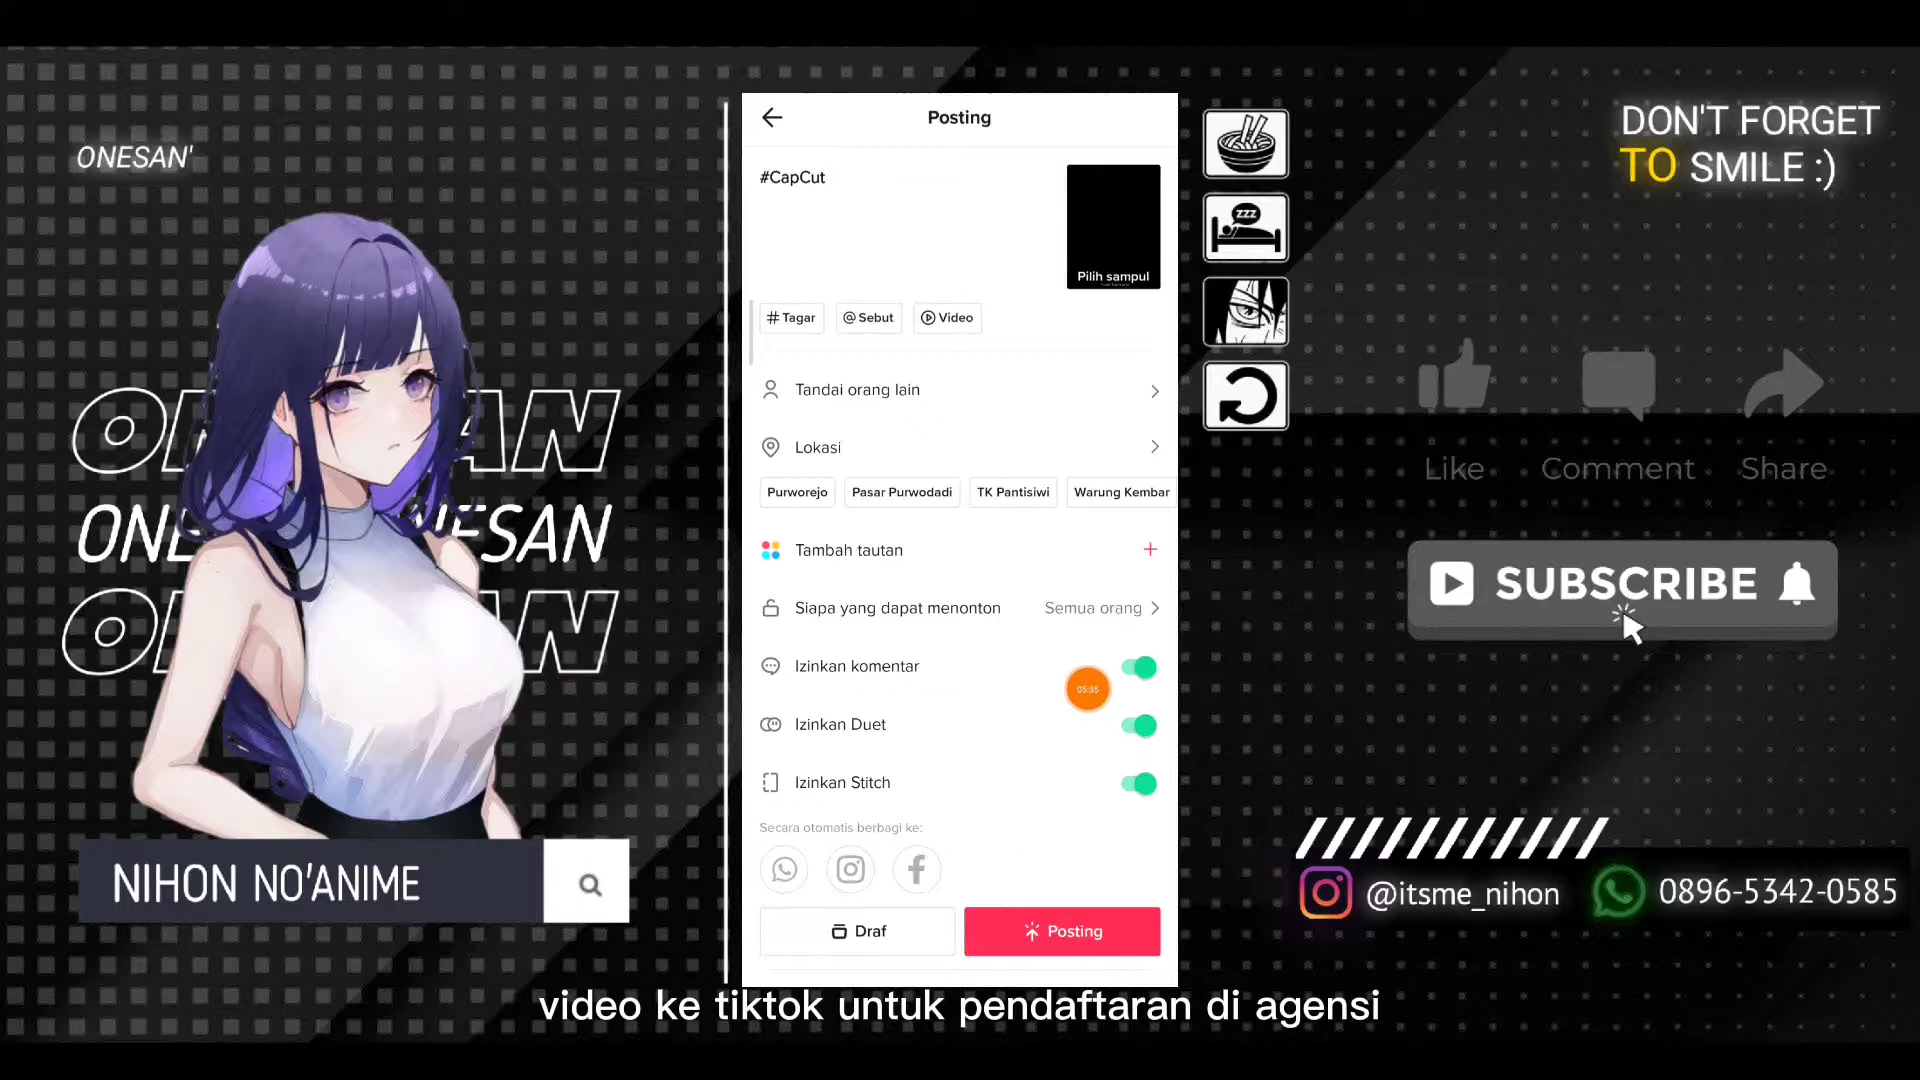 ONESAN'
NIHON NO'ANIME
Posting
#CapCut
Pilih sampul
# Tagar
@ Sebut
Video
Tandai orang lain
Lokasi
Purworejo
Pasar Purwodadi
TK Pantisiwi
Warung Kembar
Tambah tautan
Siapa yang dapat menonton
Semua orang
Izinkan komentar
05:35
Izinkan Duet
Izinkan Stitch
Secara otomatis berbagi ke:
Draf
Posting
zzz
DON'T FORGET
TO SMILE :)
Like
Comment
Share
SUBSCRIBE
@itsme_nihon
0896-5342-0585
video ke tiktok untuk pendaftaran di agensi